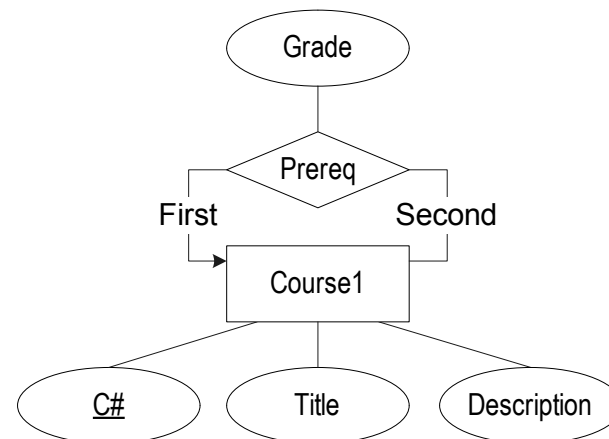 Grade
Prereq
First
Second
Course1
C#
Title
Description